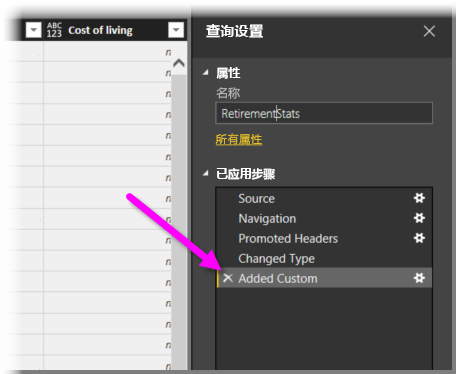 ABC
123 Cost of living
查询设置
属性
名称
RetirementStats
所有属性
已应用步骤
Source
Navigation
Promoted Headers
Changed Type
Added Custom